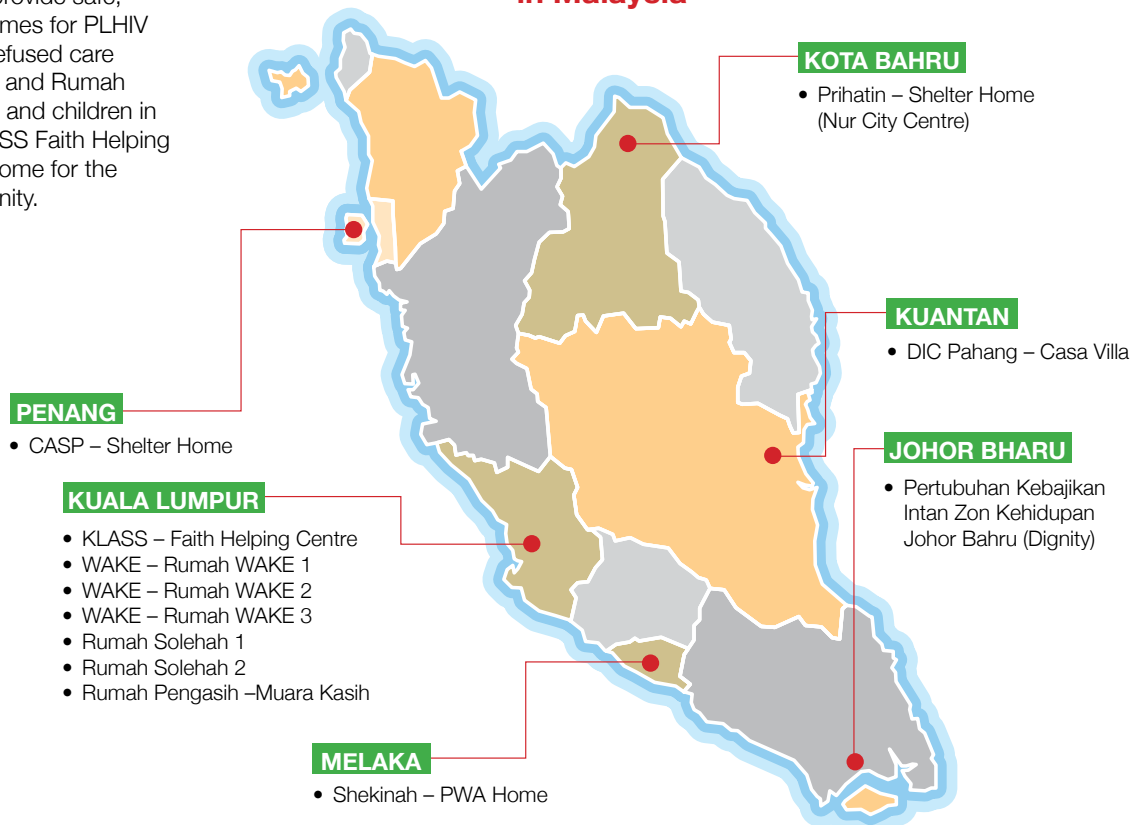 provide safe,
mes for PLHIV
efused care
and Rumah
and children in
SS Faith Helping
ome for the
nity.
in Malaysia
KOTA BAHRU
• Prihatin – Shelter Home
(Nur City Centre)
KUANTAN
• DIC Pahang – Casa Villa
PENANG
• CASP – Shelter Home
JOHOR BHARU
• Pertubuhan Kebajikan
Intan Zon Kehidupan
Johor Bahru (Dignity)
KUALA LUMPUR
• KLASS – Faith Helping Centre
• WAKE – Rumah WAKE 1
• WAKE – Rumah WAKE 2
• WAKE – Rumah WAKE 3
• Rumah Solehah 1
• Rumah Solehah 2
• Rumah Pengasih –Muara Kasih
MELAKA
• Shekinah – PWA Home